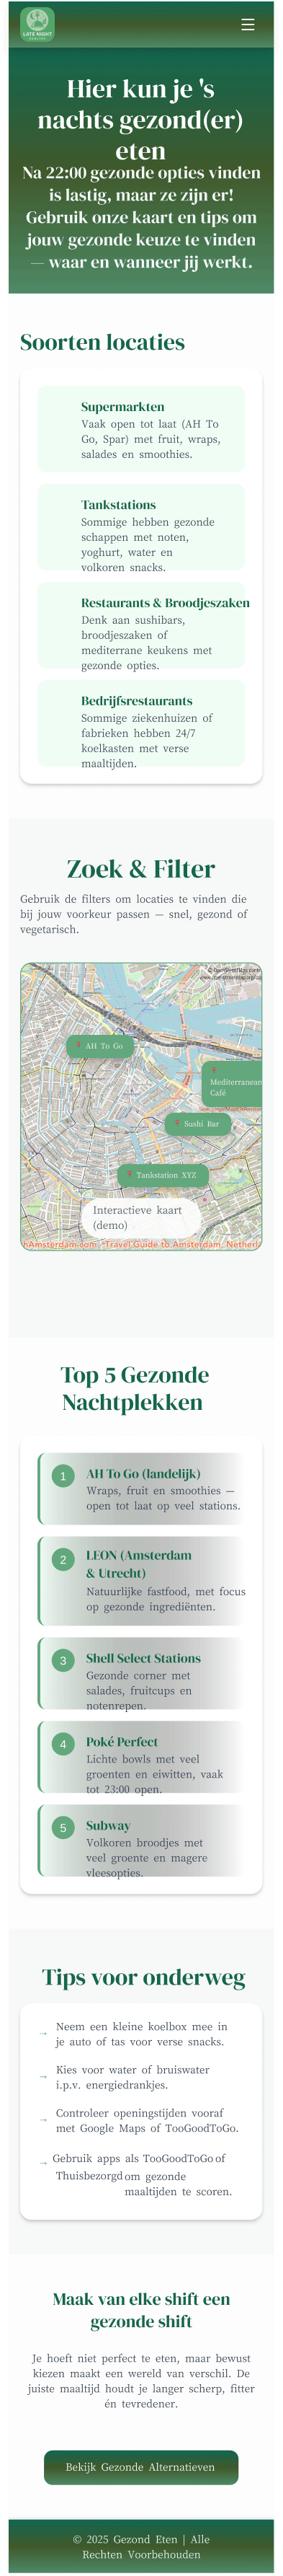 LATE NIGHT
Hier kun je 's
nachts gezond(er)
eten
Na 22:00 gezonde opties vinden
is lastig, maar ze zijn er!
Gebruik onze kaart en tips om
jouw gezonde keuze te vinden
— waar en wanneer jij werkt.
Soorten locaties
Supermarkten
Vaak open tot laat (AH To
Go, Spar) met fruit, wraps,
salades en smoothies.
Tankstations
Sommige hebben gezonde
schappen met noten,
yoghurt, water en
volkoren snacks.
Restaurants & Broodjeszaken
Denk aan sushibars,
broodjeszaken of
mediterrane keukens met
gezonde opties.
Bedrijfsrestaurants
Sommige ziekenhuizen of
fabrieken hebben 24/7
koelkasten met verse
maaltijden.
Zoek & Filter
Gebruik de filters om locaties te vinden die
bij jouw voorkeur passen — snel, gezond of
vegetarisch.
AH To Go
Mediterranean
Café
Sushi Bar
Tankstation XYZ
Interactieve kaart
(demo)
Amsterdam.com - Travel Guide to Amsterdam, Netherl
Top 5 Gezonde
Nachtplekken
1
AH To Go (landelijk)
Wraps, fruit en smoothies —
open tot laat op veel stations.
2
LEON (Amsterdam
& Utrecht)
Natuurlijke fastfood, met focus
op gezonde ingrediënten.
3
Shell Select Stations
Gezonde corner met
salades, fruitcups en
notenrepen.
4
Poké Perfect
Lichte bowls met veel
groenten en eiwitten, vaak
tot 23:00 open.
5
Subway
Volkoren broodjes met
veel groente en magere
vleesopties.
Tips voor onderweg
→ Neem een kleine koelbox mee in
je auto of tas voor verse snacks.
→ Kies voor water of bruiswater
i.p.v. energiedrankjes.
→ Controleer openingstijden vooraf
met Google Maps of TooGoodToGo.
→ Gebruik apps als TooGoodToGo of
Thuisbezorgd om gezonde
maaltijden te scoren.
Maak van elke shift een
gezonde shift
Je hoeft niet perfect te eten, maar bewust
kiezen maakt een wereld van verschil. De
juiste maaltijd houdt je langer scherp, fitter
én tevredener.
Bekijk Gezonde Alternatieven
© 2025 Gezond Eten | Alle
Rechten Voorbehouden